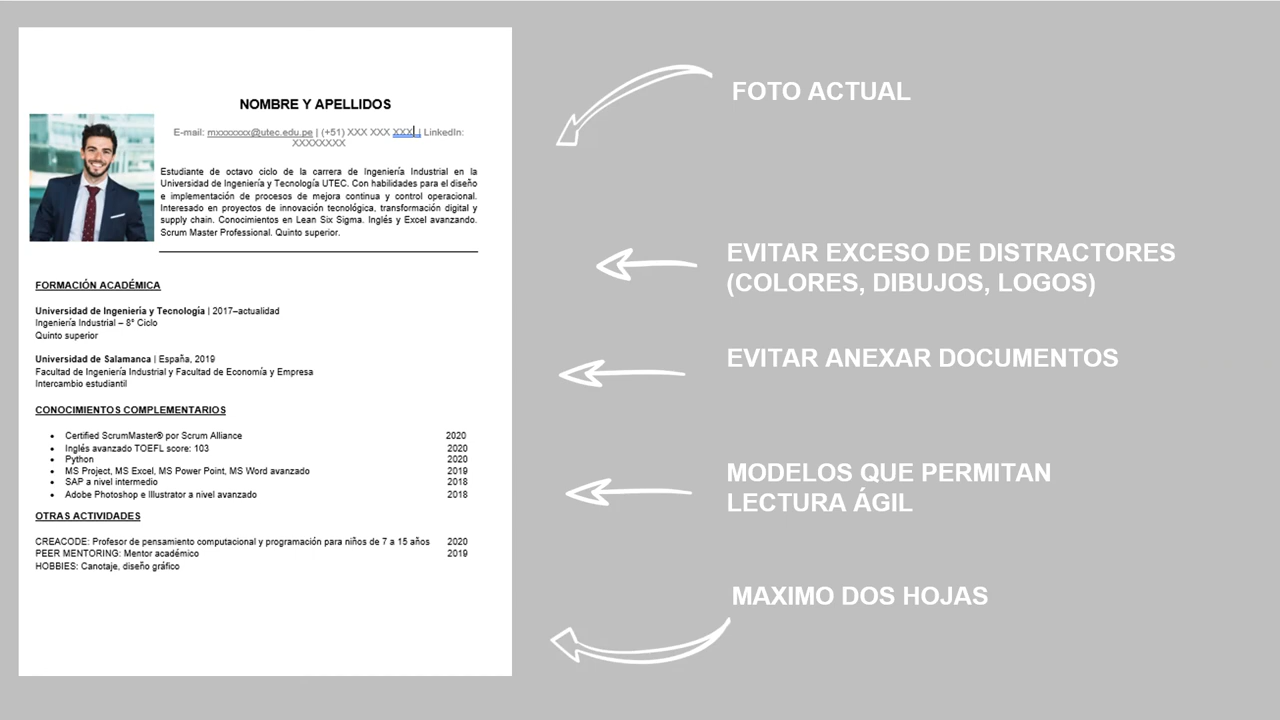 NOMBRE Y APELLIDOS
E-mail: mxxxxxxx@utec.edu.pe | (+51) XXX XXX XXX | LinkedIn:
XXXXXXXX
Estudiante de octavo ciclo de la carrera de Ingeniería Industrial en la
Universidad de Ingeniería y Tecnología UTEC. Con habilidades para el diseño
e implementación de procesos de mejora continua y control operacional.
Interesado en proyectos de innovación tecnológica, transformación digital y
supply chain. Conocimientos en Lean Six Sigma. Inglés y Excel avanzando.
Scrum Master Professional. Quinto superior.
FORMACIÓN ACADÉMICA
Universidad de Ingeniería y Tecnología | 2017–actualidad
Ingeniería Industrial – 8° Ciclo
Quinto superior
Universidad de Salamanca | España, 2019
Facultad de Ingeniería Industrial y Facultad de Economía y Empresa
Intercambio estudiantil
CONOCIMIENTOS COMPLEMENTARIOS
• Certified ScrumMaster® por Scrum Alliance 2020
• Inglés avanzado TOEFL score: 103 2020
• Python 2020
• MS Project, MS Excel, MS Power Point, MS Word avanzado 2019
• SAP a nivel intermedio 2018
• Adobe Photoshop e Illustrator a nivel avanzado 2018
OTRAS ACTIVIDADES
CREACODE: Profesor de pensamiento computacional y programación para niños de 7 a 15 años 2020
PEER MENTORING: Mentor académico 2019
HOBBIES: Canotaje, diseño gráfico
FOTO ACTUAL
EVITAR EXCESO DE DISTRACTORES
(COLORES, DIBUJOS, LOGOS)
EVITAR ANEXAR DOCUMENTOS
MODELOS QUE PERMITAN
LECTURA ÁGIL
MAXIMO DOS HOJAS